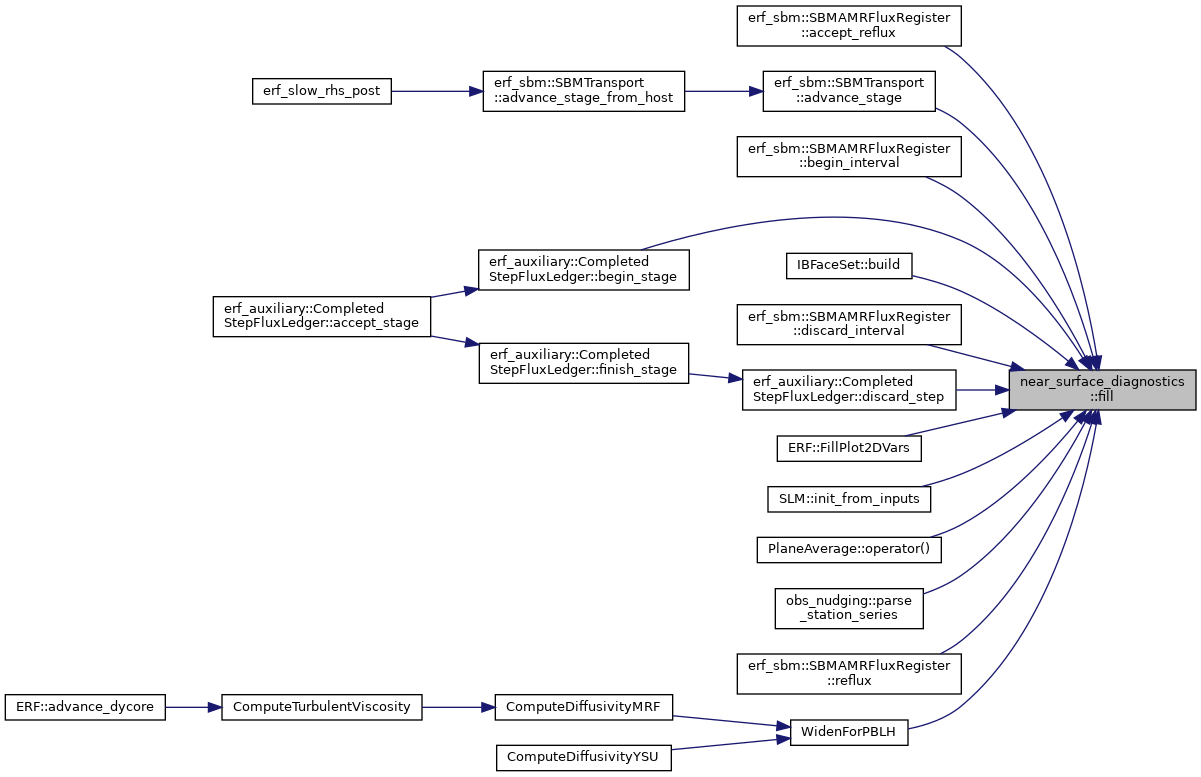 erf_sbm::SBMAMRFluxRegister
::accept_reflux
erf_slow_rhs_post
erf_sbm::SBMTransport
::advance_stage_from_host
erf_sbm::SBMTransport
::advance_stage
erf_sbm::SBMAMRFluxRegister
::begin_interval
erf_auxiliary::Completed
StepFluxLedger::begin_stage
IBFaceSet::build
erf_auxiliary::Completed
StepFluxLedger::accept_stage
erf_sbm::SBMAMRFluxRegister
::discard_interval
erf_auxiliary::Completed
StepFluxLedger::finish_stage
erf_auxiliary::Completed
StepFluxLedger::discard_step
near_surface_diagnostics
::fill
ERF::FillPlot2DVars
SLM::init_from_inputs
PlaneAverage::operator()
obs_nudging::parse
_station_series
erf_sbm::SBMAMRFluxRegister
::reflux
ERF::advance_dycore
ComputeTurbulentViscosity
ComputeDiffusivityMRF
WidenForPBLH
ComputeDiffusivityYSU